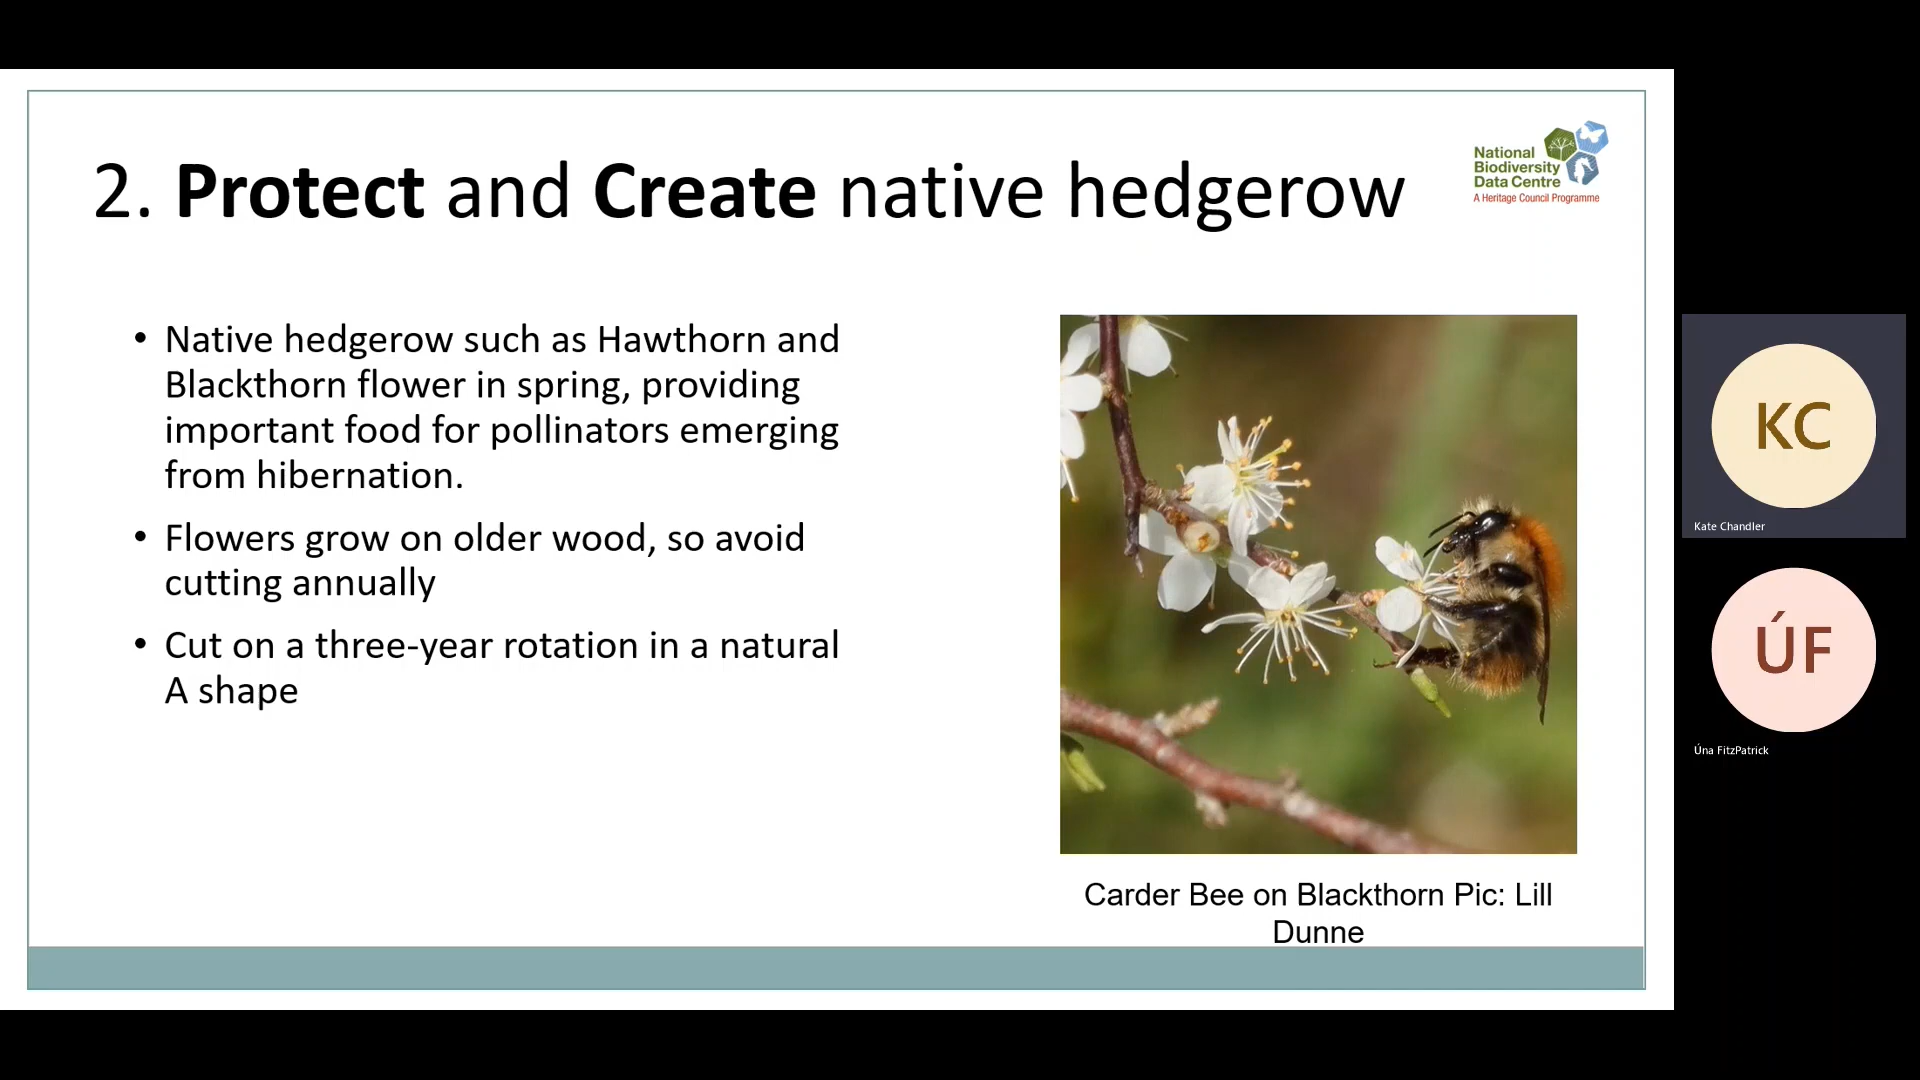 2. Protect and Create native hedgerow
National
Biodiversity
Data Centre
A Heritage Council Programme
• Native hedgerow such as Hawthorn and
Blackthorn flower in spring, providing
important food for pollinators emerging
from hibernation.
• Flowers grow on older wood, so avoid
cutting annually
• Cut on a three-year rotation in a natural
A shape
Carder Bee on Blackthorn Pic: Lill
Dunne
KC
Kate Chandler
ÚF
Úna FitzPatrick